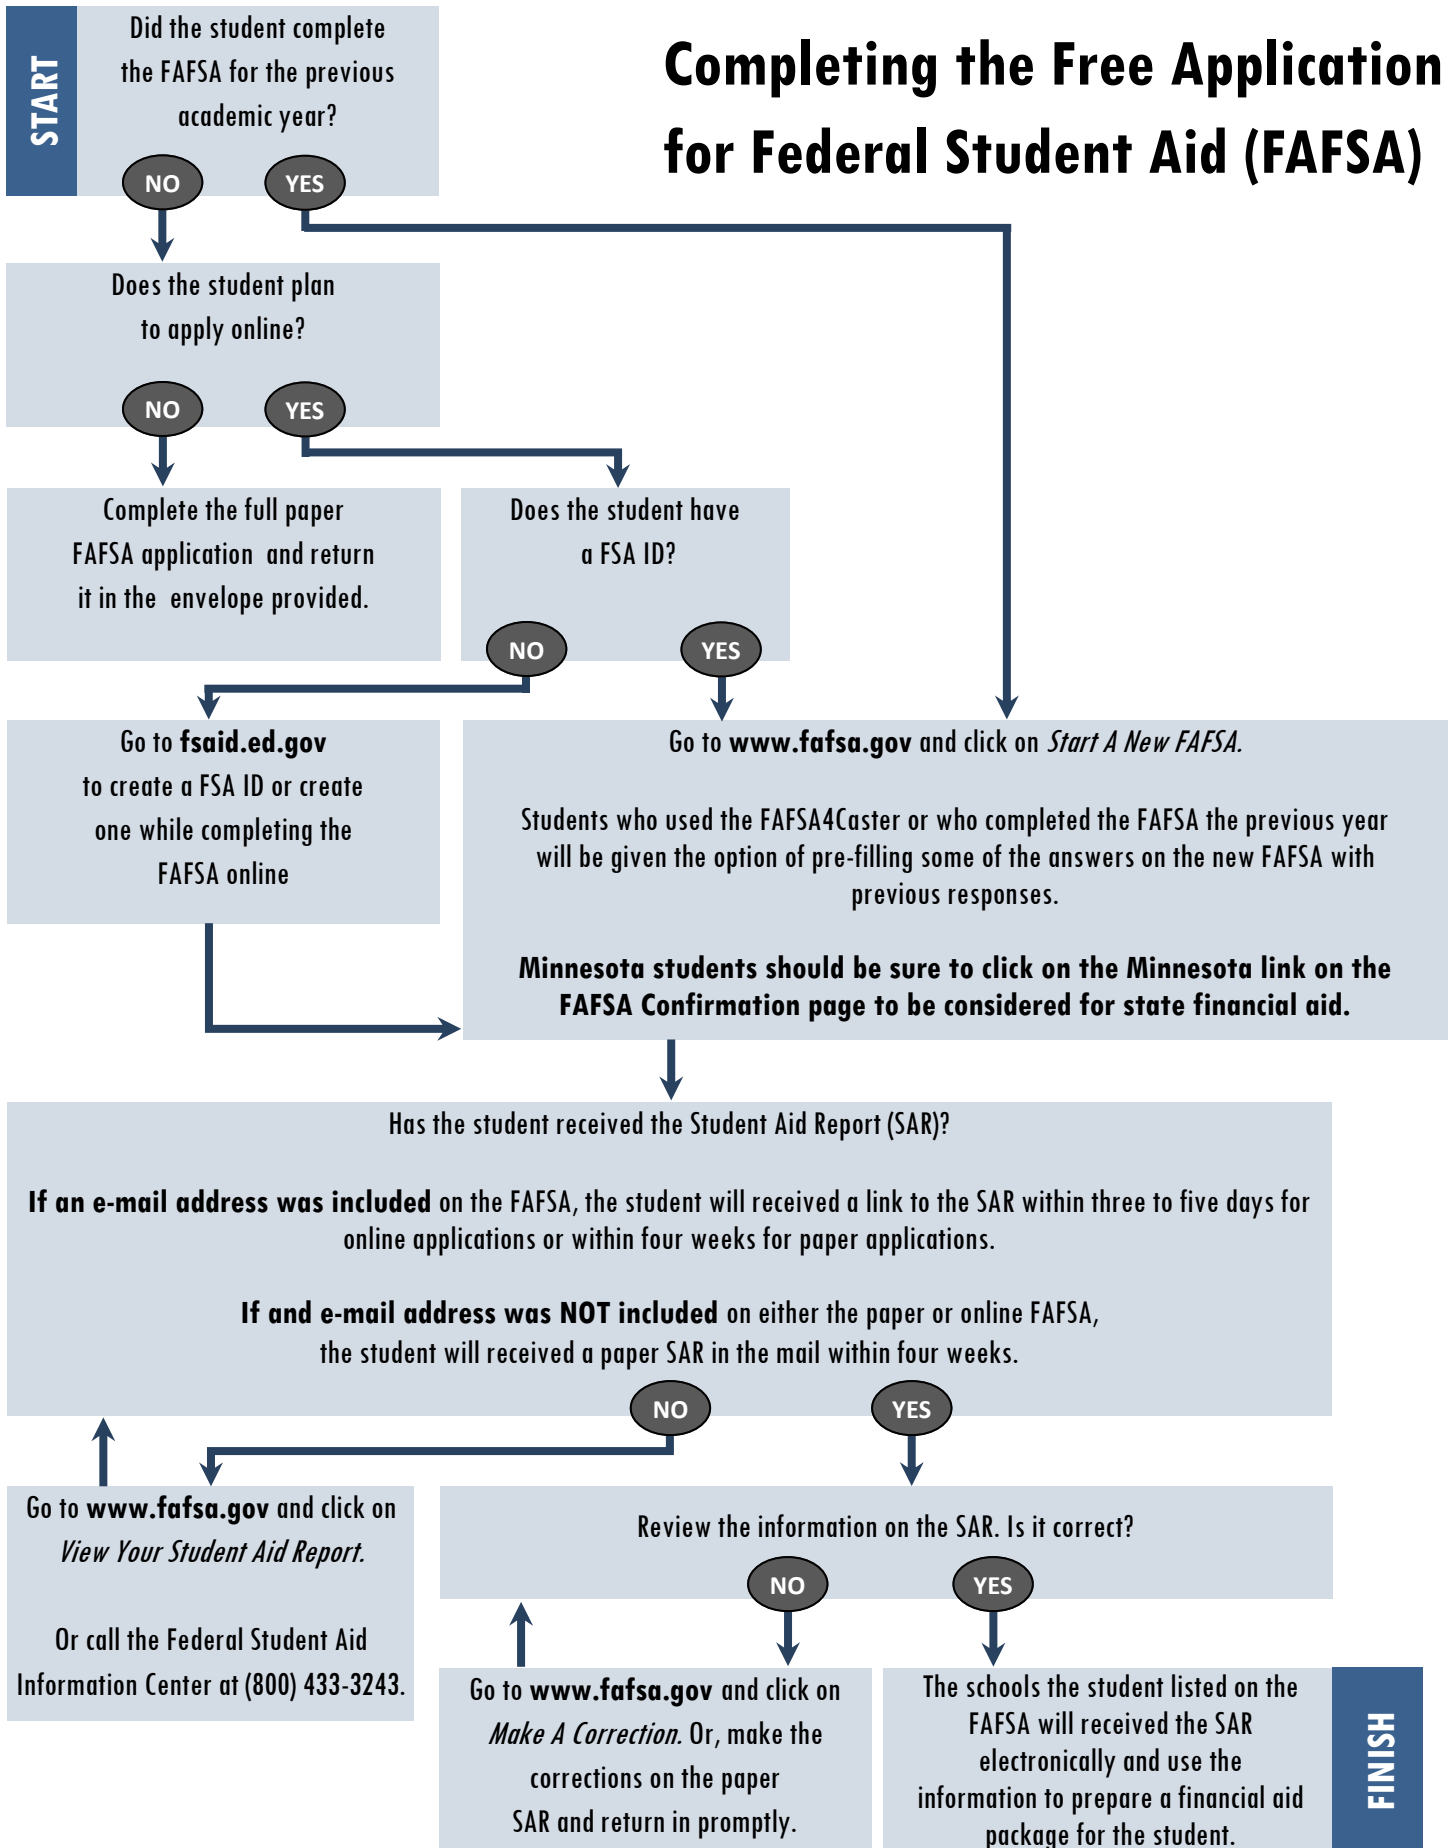 START
Did the student complete
the FAFSA for the previous
academic year?
NO
YES
Completing the Free Application
for Federal Student Aid (FAFSA)
Does the student plan
to apply online?
NO
YES
Complete the full paper
FAFSA application and return
it in the envelope provided.
Does the student have
a FSA ID?
NO
YES
Go to fsaid.ed.gov
to create a FSA ID or create
one while completing the
FAFSA online
Go to www.fafsa.gov and click on Start A New FAFSA.
Students who used the FAFSA4Caster or who completed the FAFSA the previous year
will be given the option of pre-filling some of the answers on the new FAFSA with
previous responses.
Minnesota students should be sure to click on the Minnesota link on the
FAFSA Confirmation page to be considered for state financial aid.
Has the student received the Student Aid Report (SAR)?
If an e-mail address was included on the FAFSA, the student will received a link to the SAR within three to five days for
online applications or within four weeks for paper applications.
If and e-mail address was NOT included on either the paper or online FAFSA,
the student will received a paper SAR in the mail within four weeks.
NO
YES
Go to www.fafsa.gov and click on
View Your Student Aid Report.
Or call the Federal Student Aid
Information Center at (800) 433-3243.
Review the information on the SAR. Is it correct?
NO
YES
Go to www.fafsa.gov and click on
Make A Correction. Or, make the
corrections on the paper
SAR and return in promptly.
The schools the student listed on the
FAFSA will received the SAR
electronically and use the
information to prepare a financial aid
package for the student.
FINISH